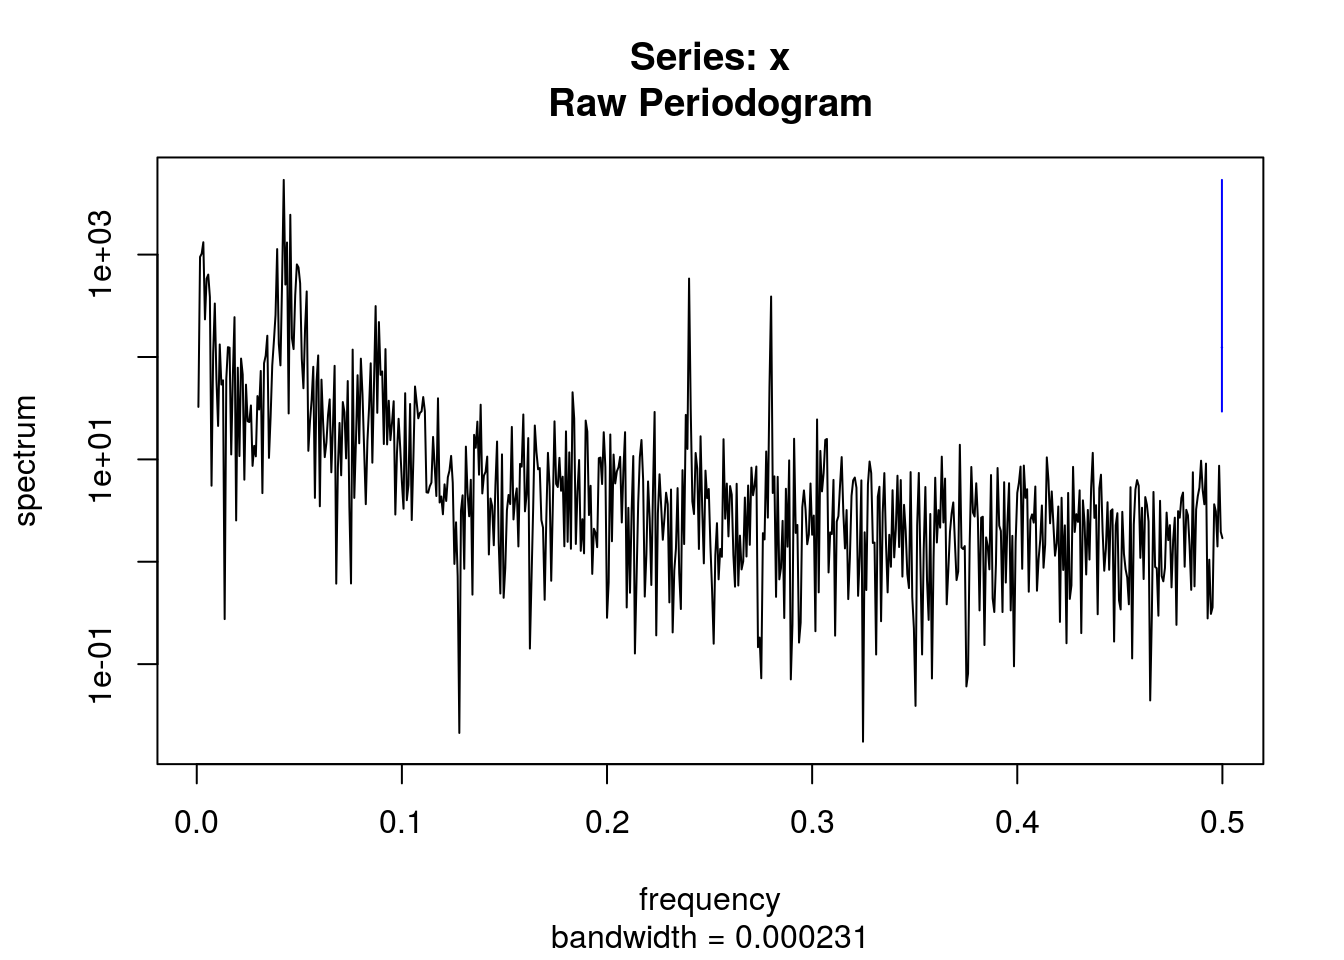 Series: x
Raw Periodogram
spectrum
1e+03
1e+01
1e-01
0.0 0.1 0.2 0.3 0.4 0.5
frequency
bandwidth = 0.000231